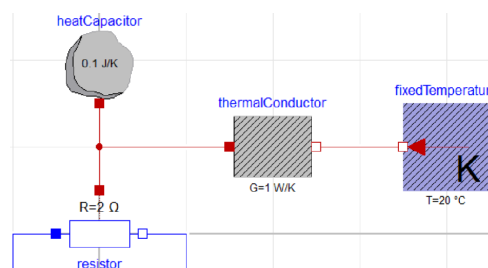 heatCapacitor
0.1 J/K
thermalConductor
fixedTemperatur
G=1 W/K
K
T=20 °C
R=2 Ω
resistor